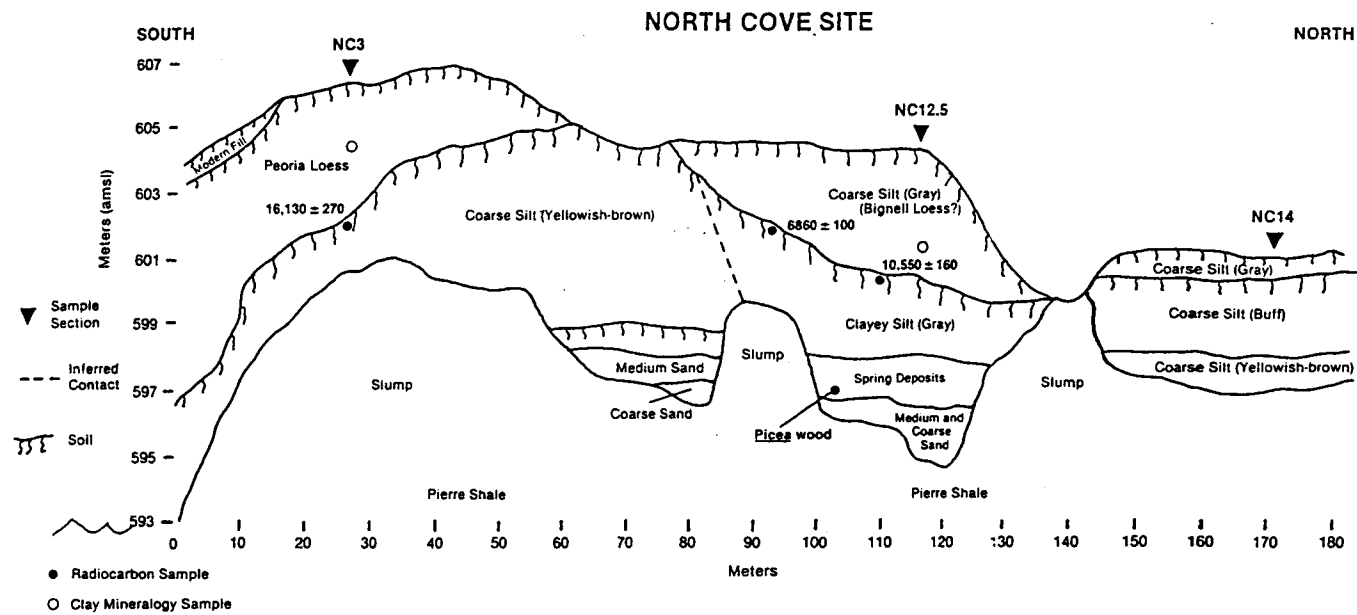 NORTH COVE SITE
SOUTH
NORTH
NC3
NC12.5
NC14
607
605
603
601
599
597
595
593
Meters (amsl)
Modern Fill
Peoria Loess
16,130 ± 270
Coarse Silt (Yellowish-brown)
Coarse Silt (Gray)
(Bignell Loess?)
6860 ± 100
10,550 ± 160
Coarse Silt (Gray)
Coarse Silt (Buff)
Clayey Silt (Gray)
Coarse Silt (Yellowish-brown)
Slump
Medium Sand
Coarse Sand
Slump
Spring Deposits
Picea wood
Medium and
Coarse
Sand
Slump
Pierre Shale
Pierre Shale
0 10 20 30 40 50 60 70 80 90 100 110 120 130 140 150 160 170 180
Meters
Sample
Section
Inferred
Contact
Soil
Radiocarbon Sample
Clay Mineralogy Sample